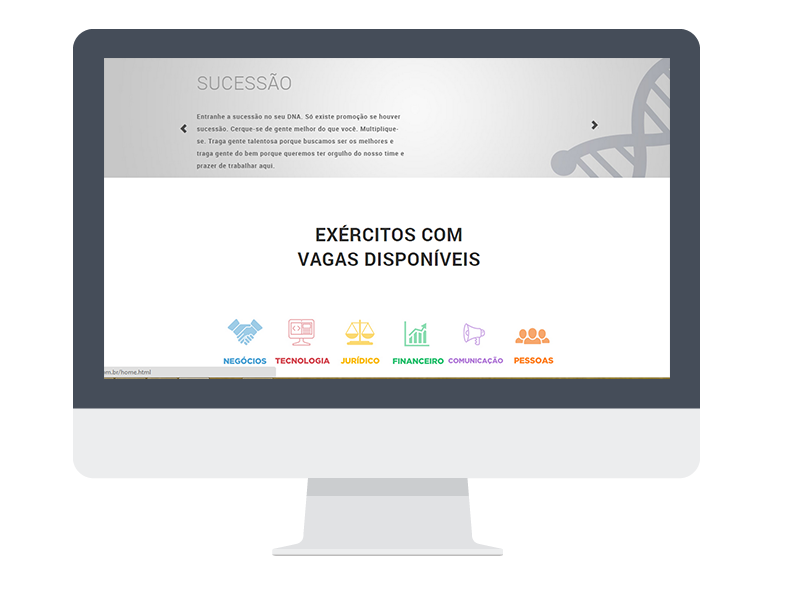 SUCESSÃO
Entranhe a sucessão no seu DNA. Só existe promoção se houver
sucessão. Cerque-se de gente melhor do que você. Multiplique-
se. Traga gente talentosa porque buscamos ser os melhores e
traga gente do bem porque queremos ter orgulho do nosso time e
prazer de trabalhar aqui.
EXÉRCITOS COM
VAGAS DISPONÍVEIS
NEGÓCIOS TECNOLOGIA JURÍDICO FINANCEIRO COMUNICAÇÃO PESSOAS
om.br/home.html